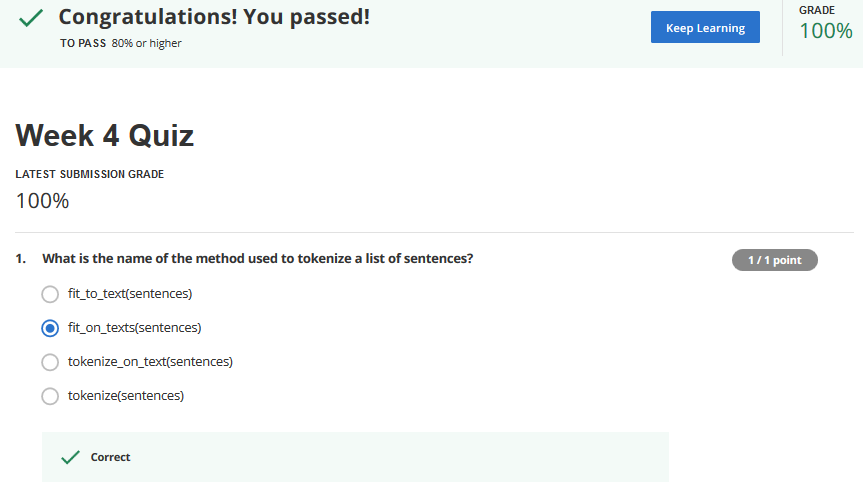 Congratulations! You passed!
TO PASS 80% or higher
Keep Learning
GRADE
100%
Week 4 Quiz
LATEST SUBMISSION GRADE
100%
1. What is the name of the method used to tokenize a list of sentences?
1 / 1 point
fit_to_text(sentences)
fit_on_texts(sentences)
tokenize_on_text(sentences)
tokenize(sentences)
Correct